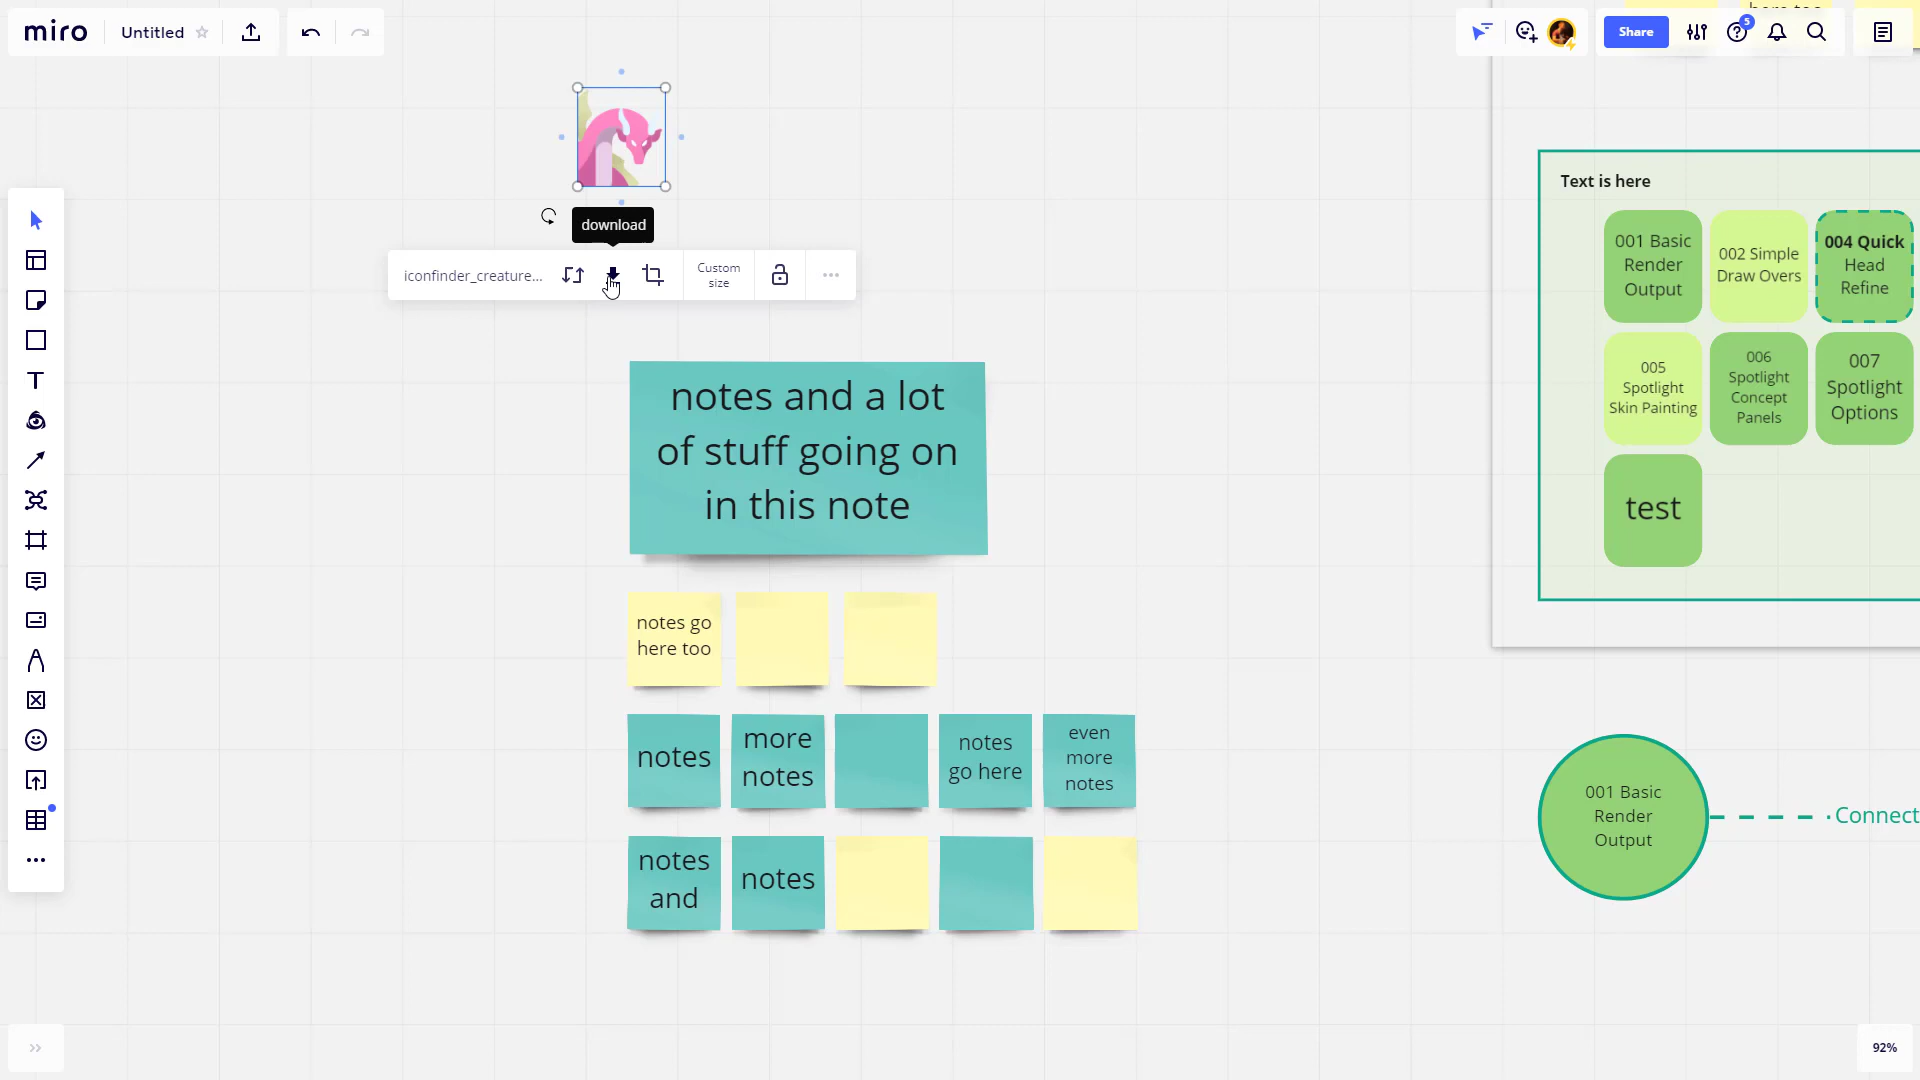 miro
Untitled
Share
5
here too
download
iconfinder_creature...
Custom
size
Text is here
001 Basic
Render
Output
002 Simple
Draw Overs
004 Quick
Head
Refine
005
Spotlight
Skin Painting
006
Spotlight
Concept
Panels
007
Spotlight
Options
test
notes and a lot
of stuff going on
in this note
notes go
here too
notes
more
notes
notes
go here
even
more
notes
notes
and
notes
001 Basic
Render
Output
Connect
92%